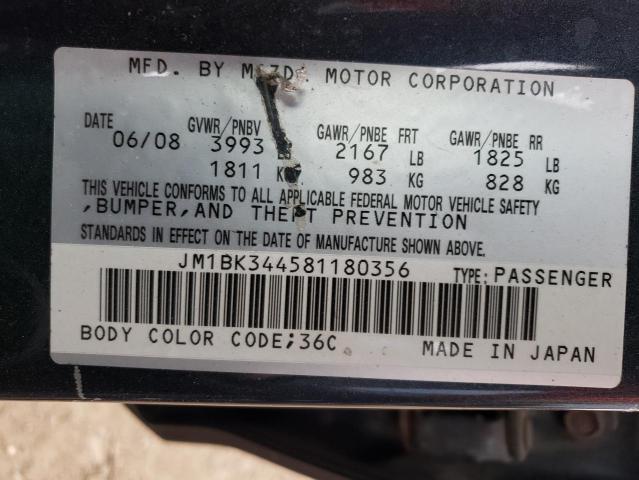 MFD. BY MAZDA MOTOR CORPORATION
DATE GVWR/PNBV GAWR/PNBE FRT GAWR/PNBE RR
06/08 3993 LB 2167 LB 1825 LB
1811 KG 983 KG 828 KG
THIS VEHICLE CONFORMS TO ALL APPLICABLE FEDERAL MOTOR VEHICLE SAFETY
,BUMPER,AND THEFT PREVENTION
STANDARDS IN EFFECT ON THE DATE OF MANUFACTURE SHOWN ABOVE.
JM1BK344581180356 TYPE:PASSENGER
BODY COLOR CODE;36C MADE IN JAPAN